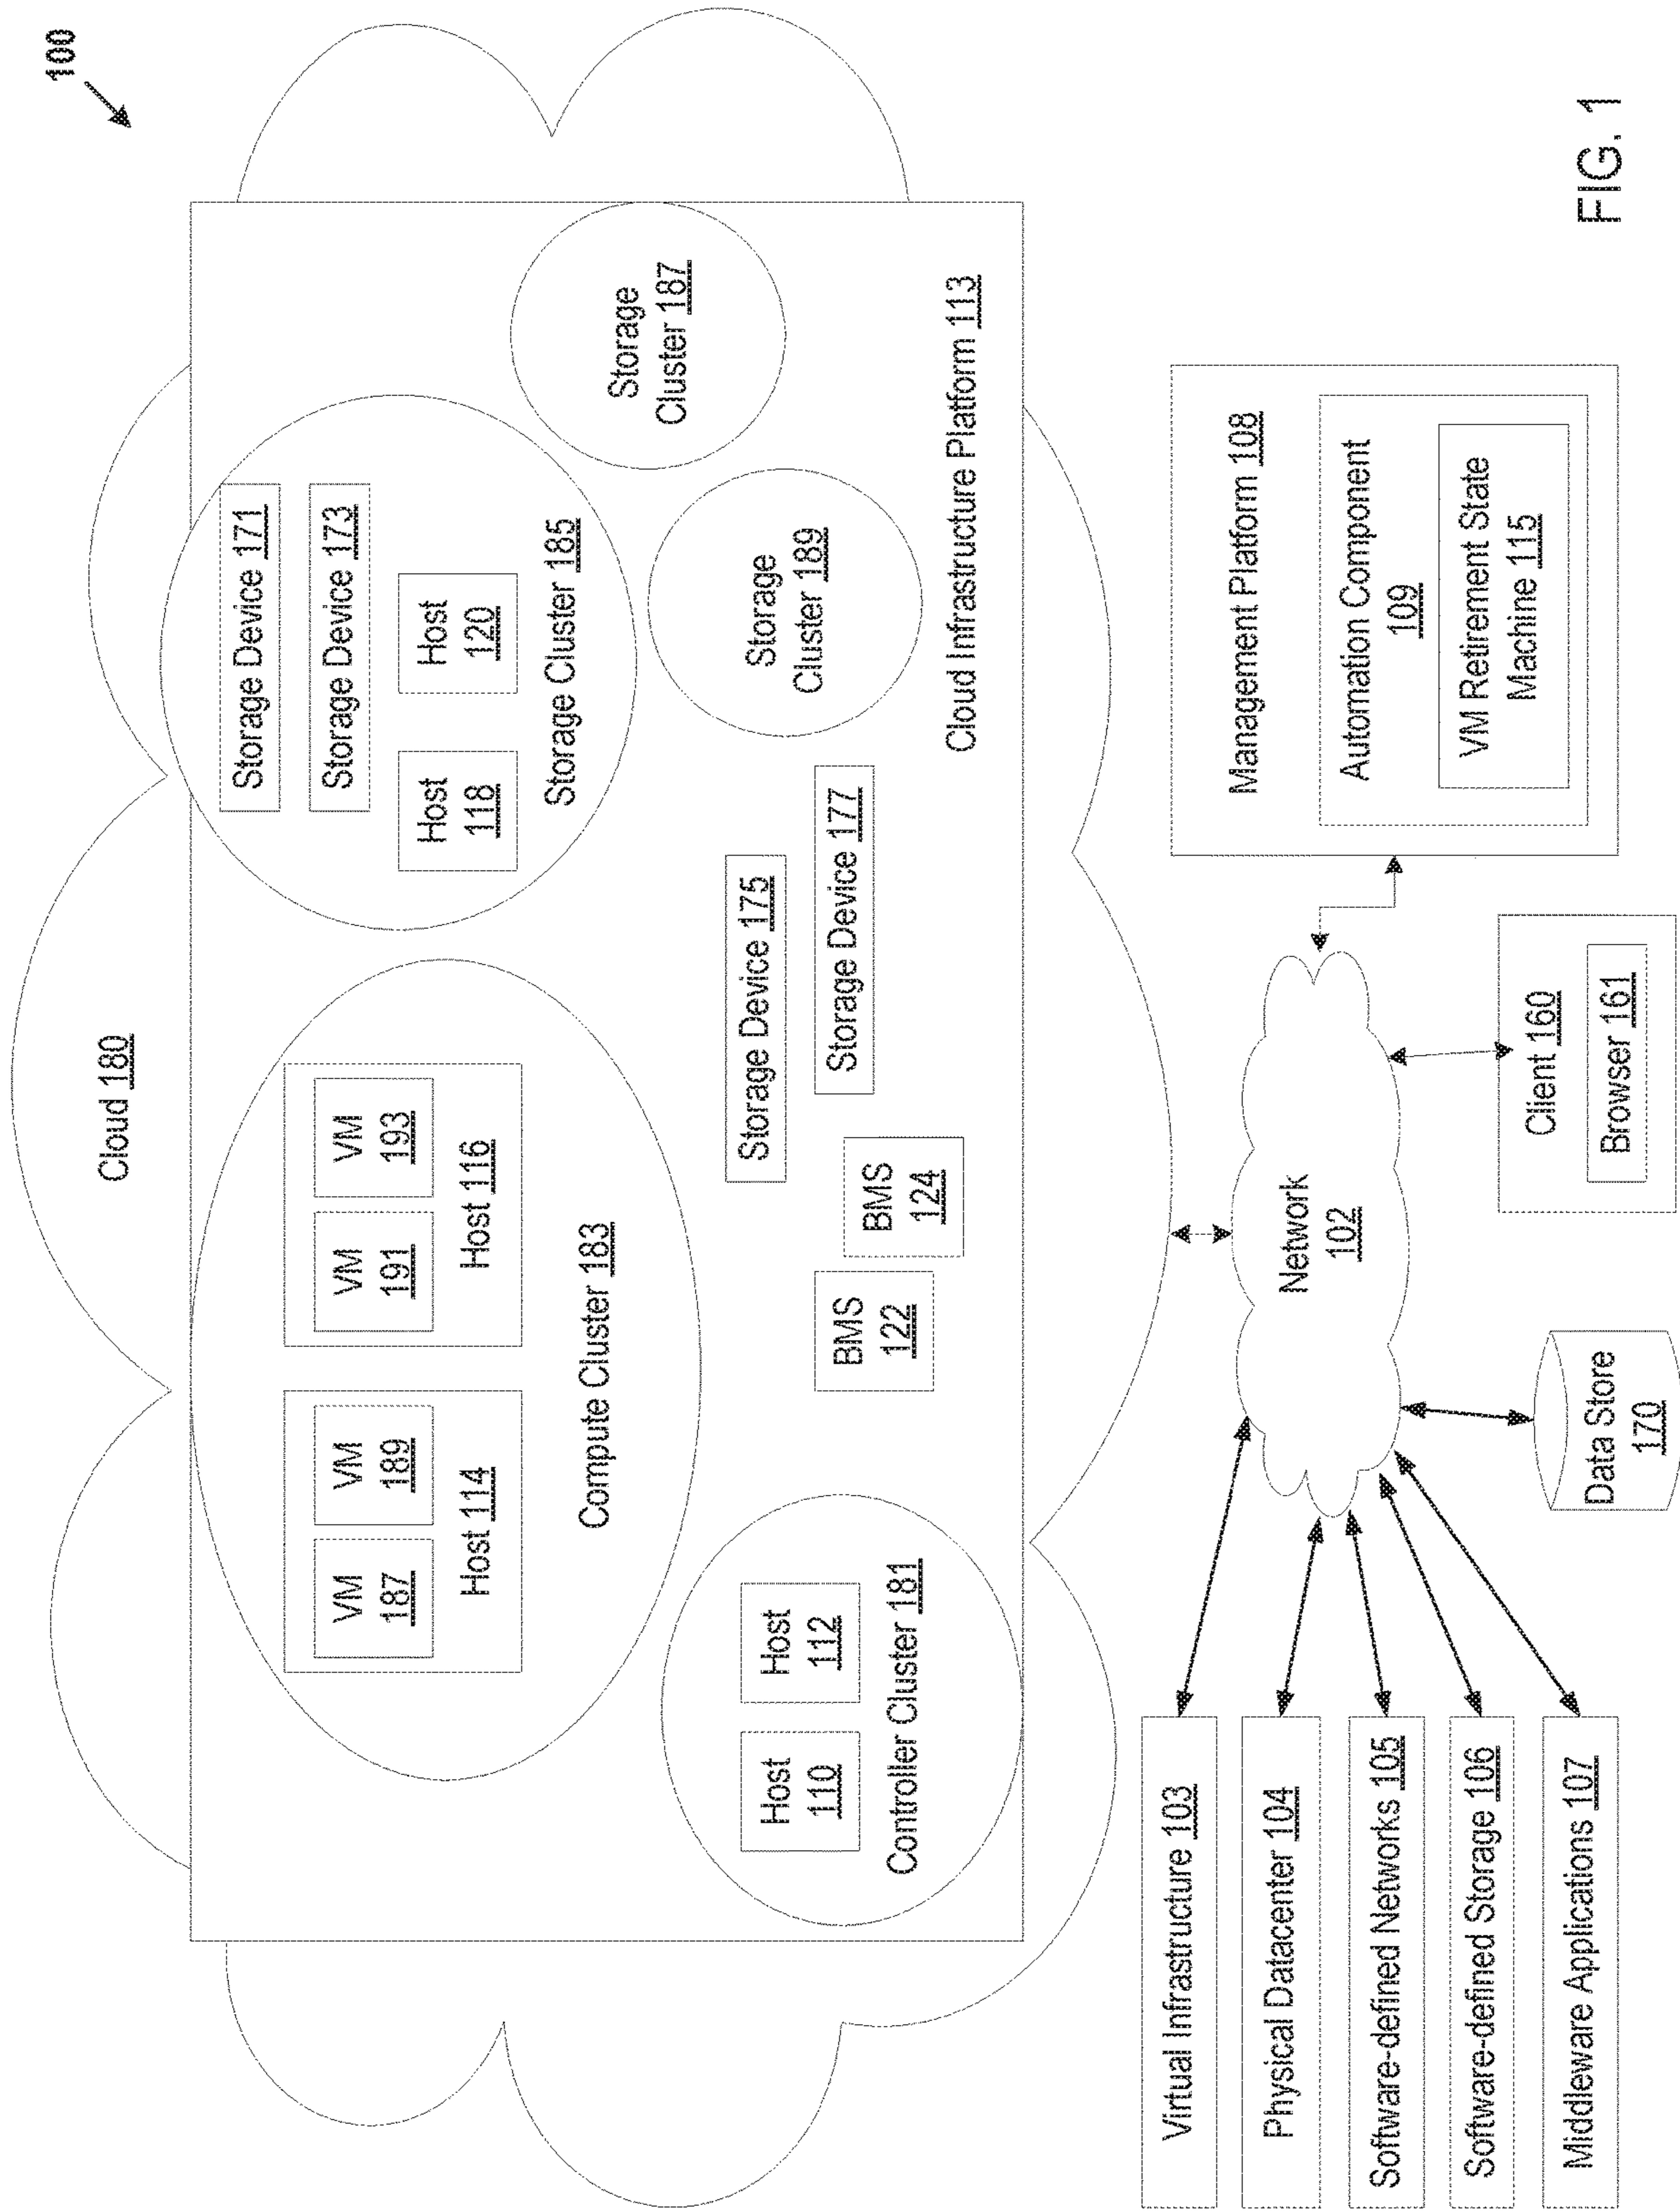 100
Cloud 180
VM
187
VM
189
Host 114
VM
191
VM
193
Host 116
Compute Cluster 183
Storage Device 171
Storage Device 173
Host
118
Host
120
Storage Cluster 185
Storage
Cluster 187
Storage
Cluster 189
Storage Device 175
Storage Device 177
Host
110
Host
112
Controller Cluster 181
BMS
122
BMS
124
Cloud Infrastructure Platform 113
Virtual Infrastructure 103
Physical Datacenter 104
Software-defined Networks 105
Software-defined Storage 106
Middleware Applications 107
Network
102
Data Store
170
Client 160
Browser 161
Management Platform 108
Automation Component
109
VM Retirement State
Machine 115
FIG. 1